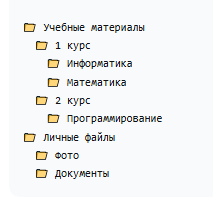 Учебные материалы
1 курс
Информатика
Математика
2 курс
Программирование
Личные файлы
Фото
Документы